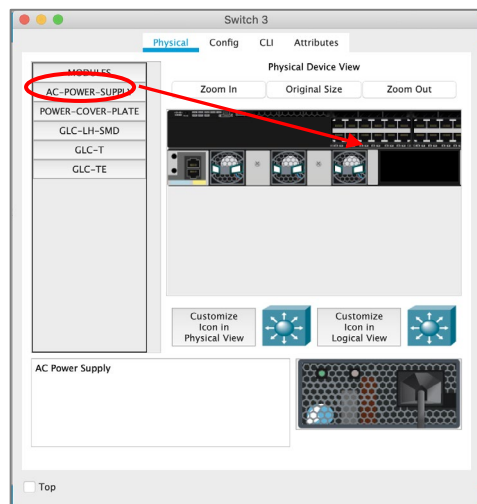 Switch 3
Physical Config CLI Attributes
MODULES
AC-POWER-SUPPLY
POWER-COVER-PLATE
GLC-LH-SMD
GLC-T
GLC-TE
Physical Device View
Zoom In Original Size Zoom Out
Customize
Icon in
Physical View
Customize
Icon in
Logical View
AC Power Supply
Top